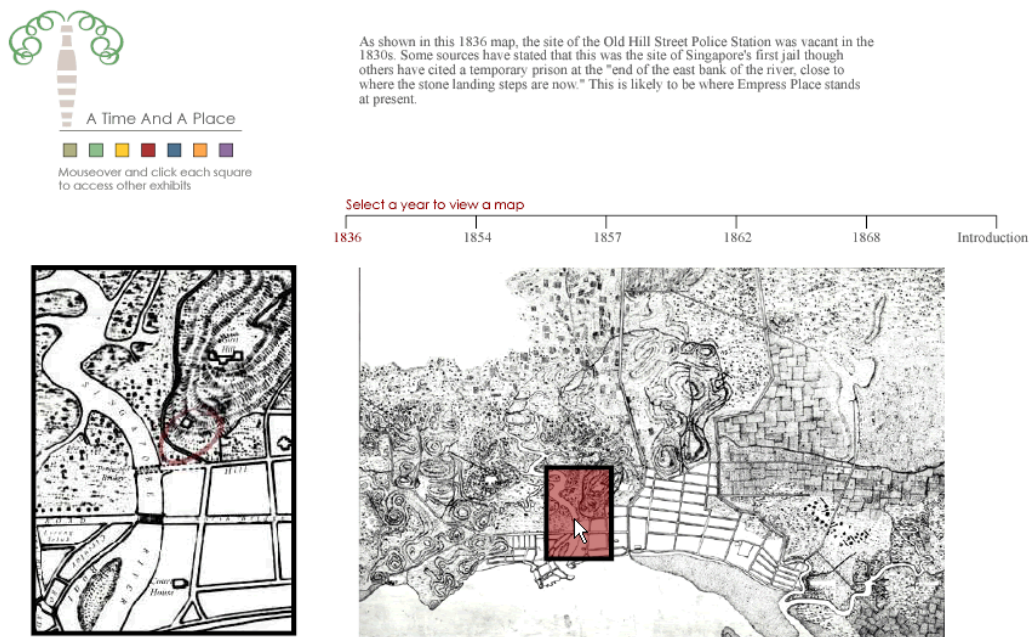 As shown in this 1836 map, the site of the Old Hill Street Police Station was vacant in the
1830s. Some sources have stated that this was the site of Singapore's first jail though
others have cited a temporary prison at the "end of the east bank of the river, close to
where the stone landing steps are now." This is likely to be where Empress Place stands
at present.
A Time And A Place
Mouseover and click each square
to access other exhibits
Select a year to view a map
1836
1854
1857
1862
1868
Introduction
Hill
SINGAPORE
Hill
ROAD
RIVER
Court
House